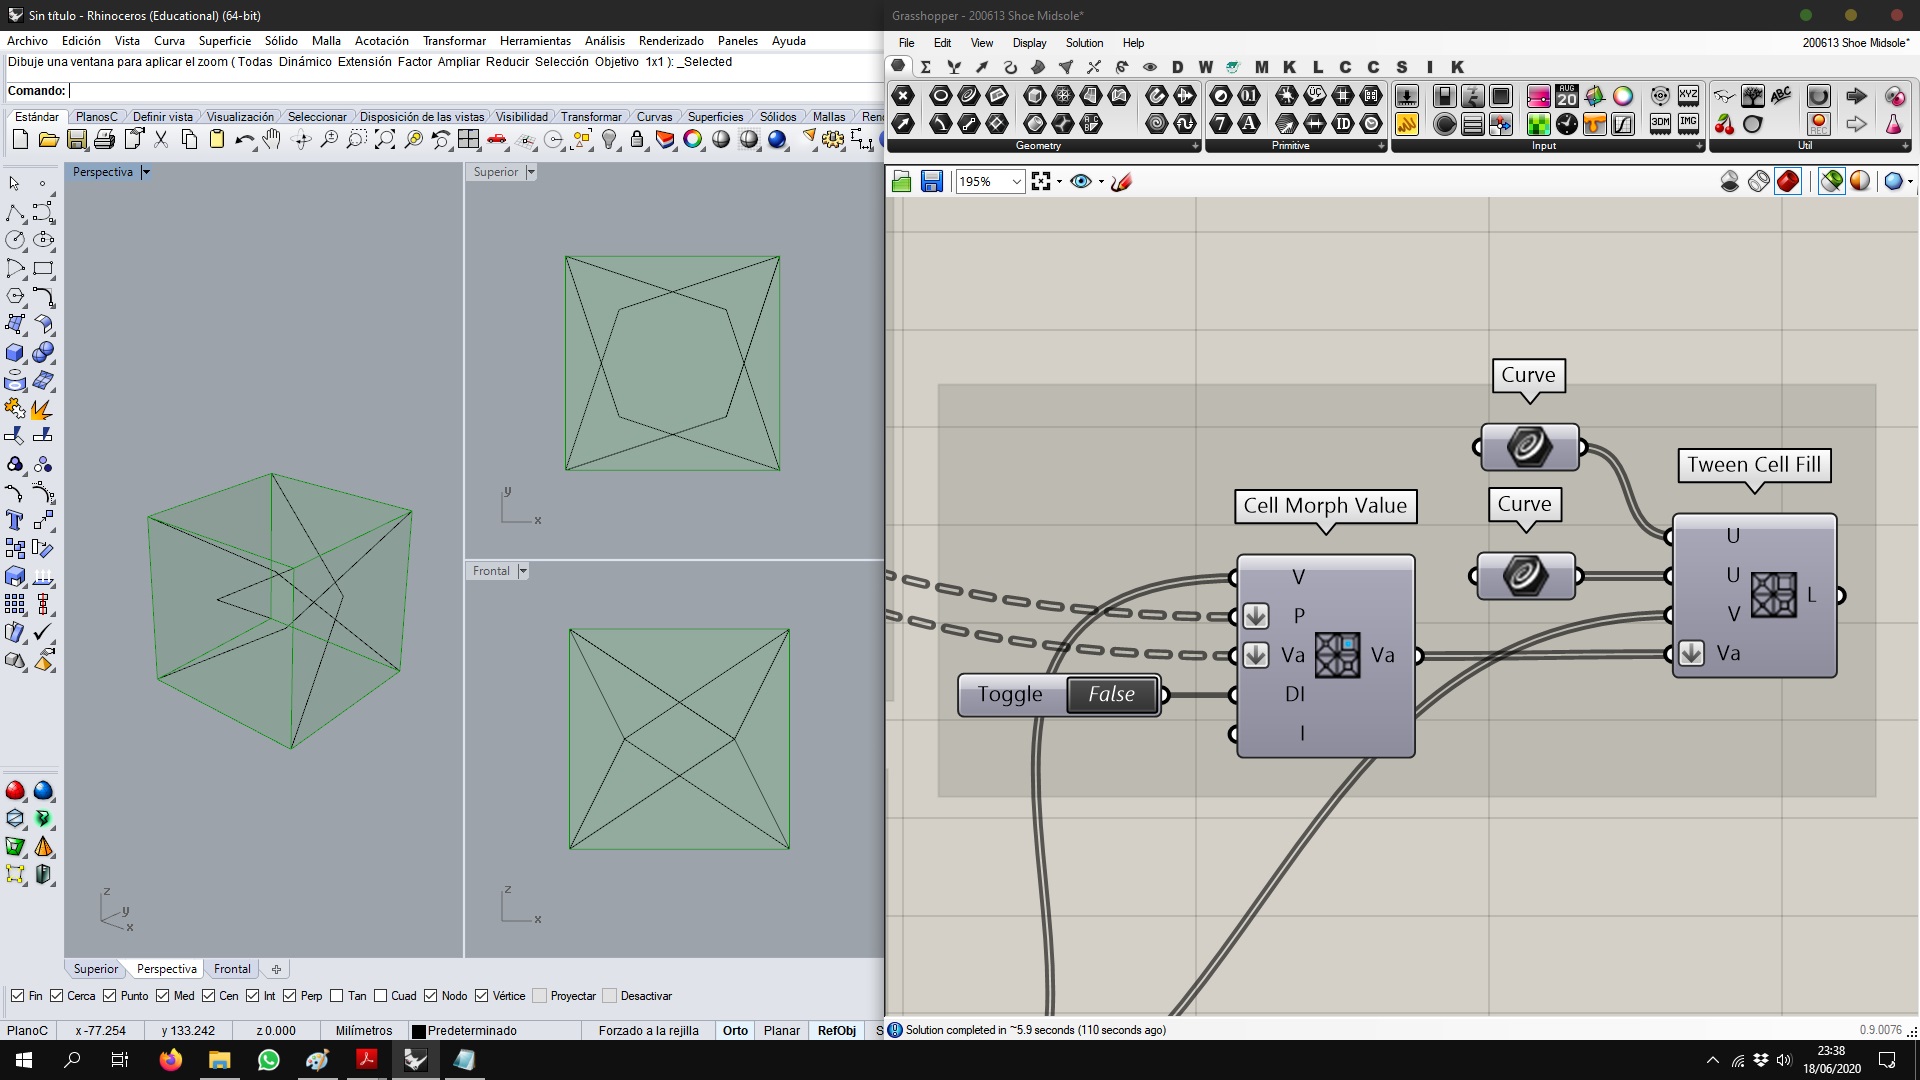 Sin título - Rhinoceros (Educational) (64-bit)
Archivo Edición Vista Curva Superficie Sólido Malla Acotación Transformar Herramientas Análisis Renderizado Paneles Ayuda
Dibuje una ventana para aplicar el zoom ( Todas Dinámico Extensión Factor Ampliar Reducir Selección Objetivo 1x1 ): _Selected
Comando:
Estándar PlanosC Definir vista Visualización Seleccionar Disposición de las vistas Visibilidad Transformar Curvas Superficies Sólidos Mallas Ren
Perspectiva
Superior
y
x
Frontal
z
x
z
y
x
Superior Perspectiva Frontal
Fin Cerca Punto Med Cen Int Perp Tan Cuad Nodo Vértice Proyectar Desactivar
PlanoC x -77.254 y 133.242 z 0.000 Milímetros Predeterminado Forzado a la rejilla Orto Planar RefObj S
Grasshopper - 200613 Shoe Midsole*
File Edit View Display Solution Help
200613 Shoe Midsole*
D W M K L C C S I K
Geometry Primitive Input Util
195%
Curve
Curve
Tween Cell Fill
U
U
V
Va
L
Cell Morph Value
V
P
Va
DI
I
Va
Toggle False
Solution completed in ~5.9 seconds (110 seconds ago)
0.9.0076
23:38
18/06/2020